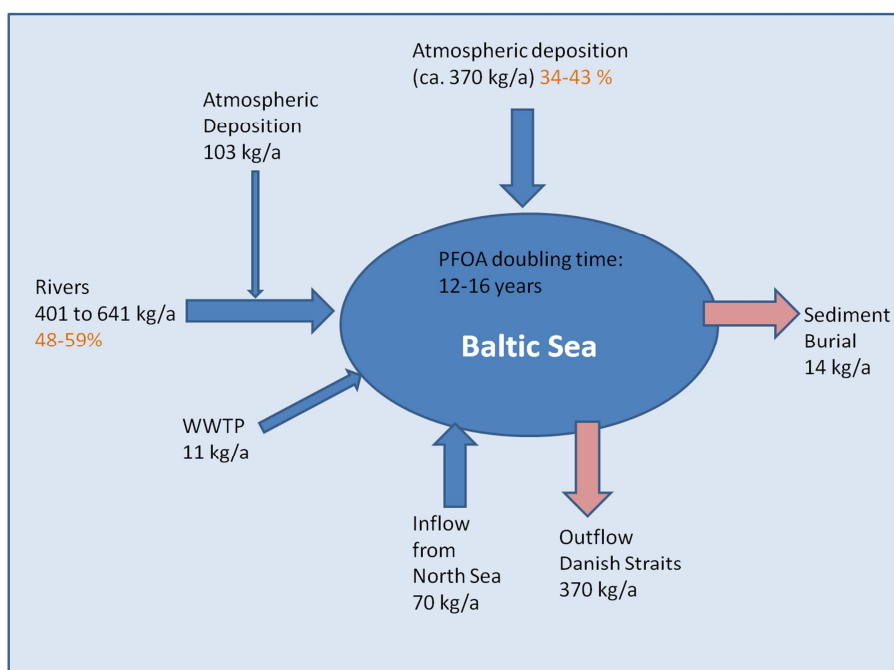 Atmospheric deposition
(ca. 370 kg/a) 34-43 %
Atmospheric
Deposition
103 kg/a
PFOA doubling time:
12-16 years
Baltic Sea
Rivers
401 to 641 kg/a
48-59%
Sediment
Burial
14 kg/a
WWTP
11 kg/a
Inflow
from
North Sea
70 kg/a
Outflow
Danish Straits
370 kg/a